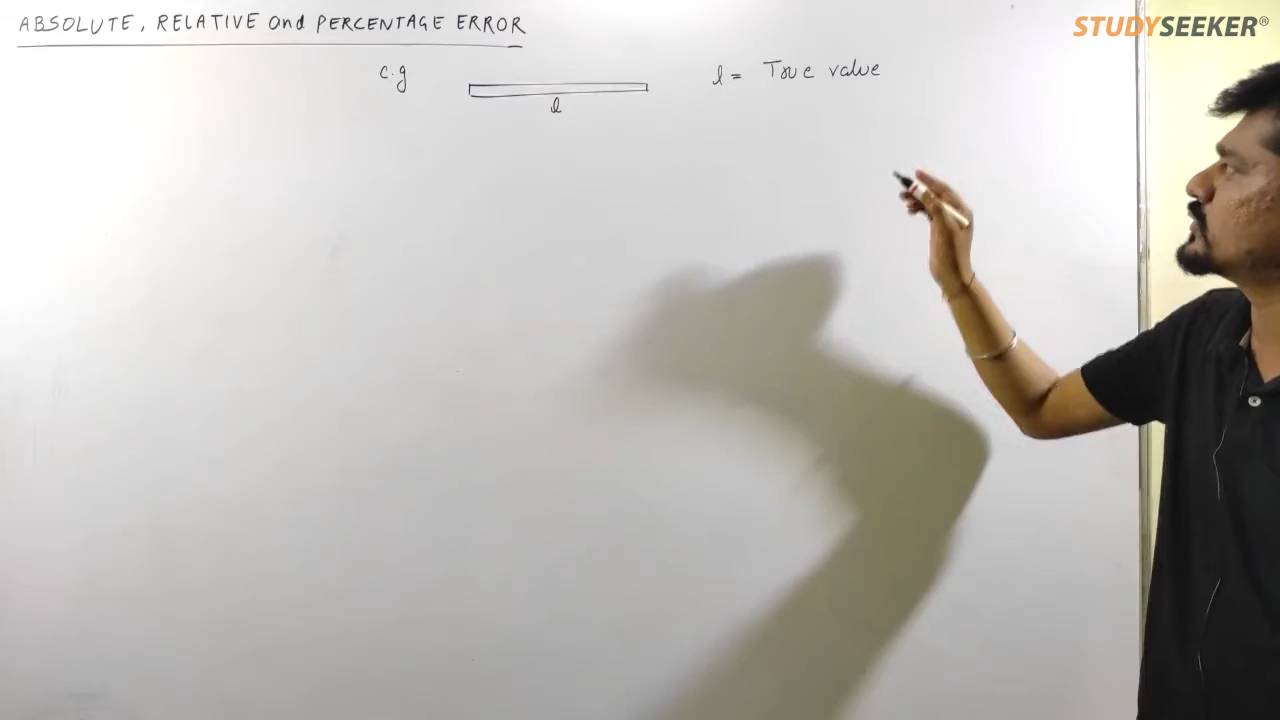 ABSOLUTE, RELATIVE and PERCENTAGE ERROR
STUDYSEEKER®
e.g
l = True value
l